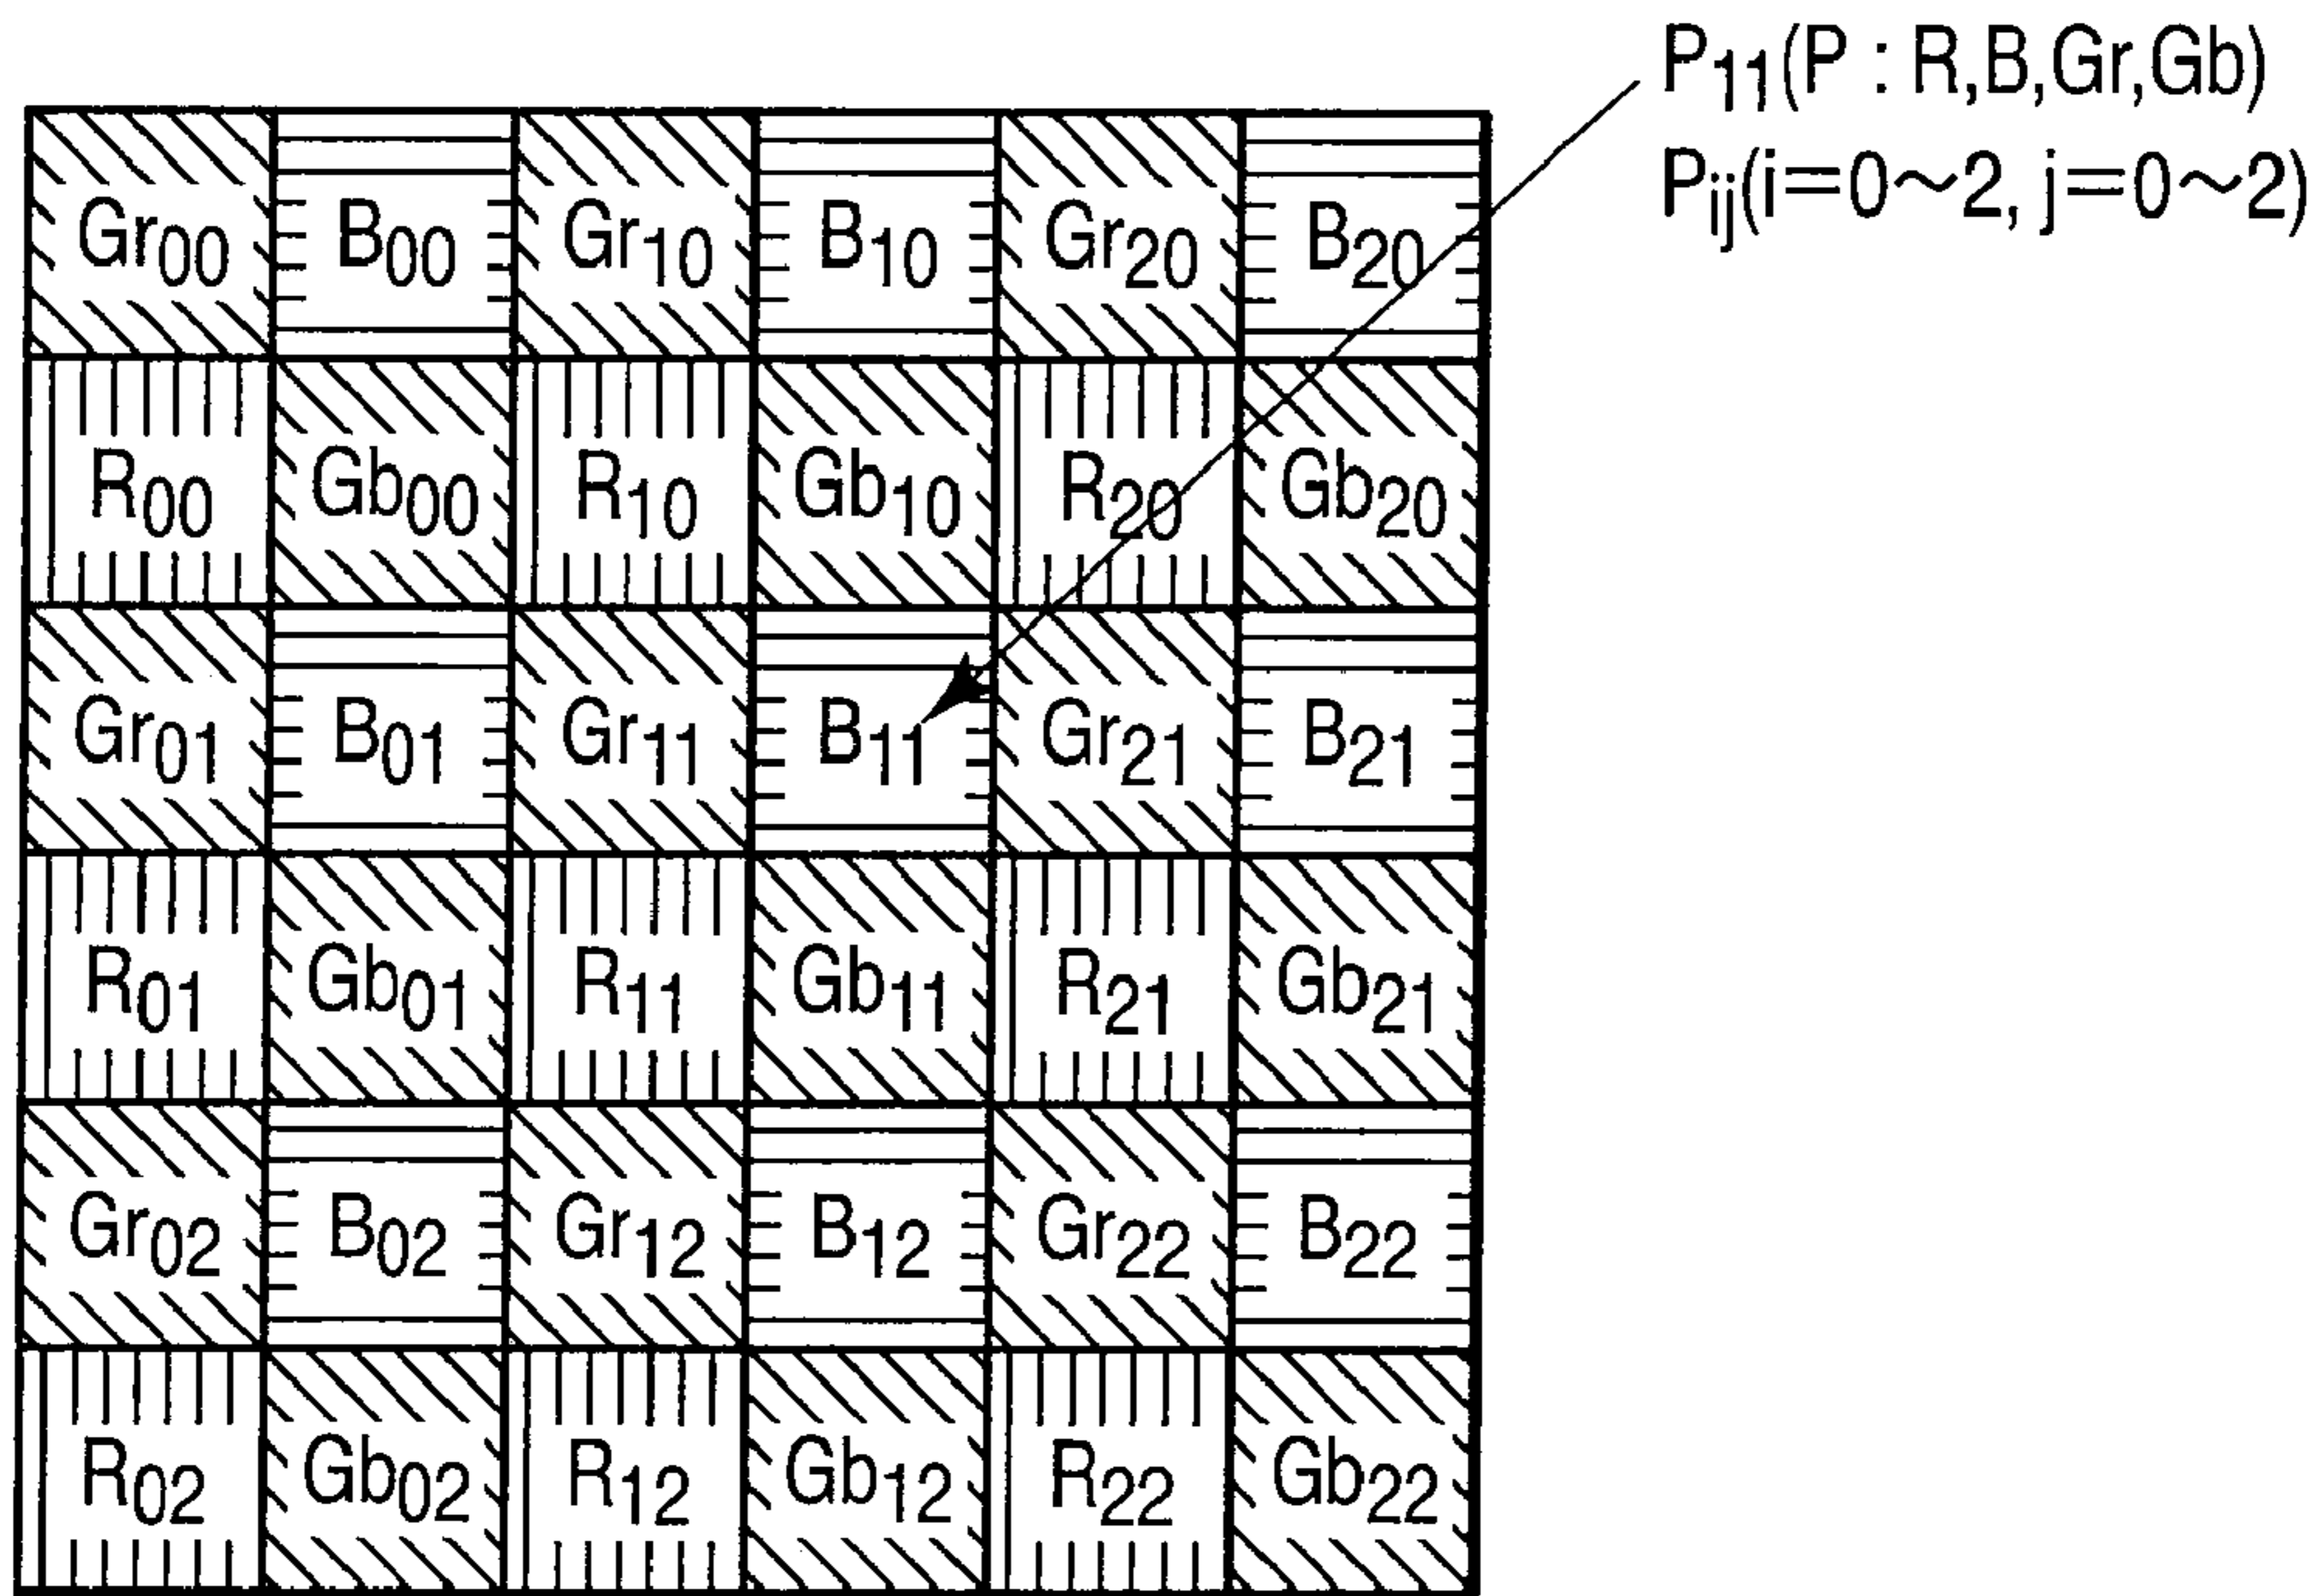 P11(P : R,B,Gr,Gb)
Pij(i=0~2, j=0~2)
Gr00 B00 Gr10 B10 Gr20 B20
R00 Gb00 R10 Gb10 R20 Gb20
Gr01 B01 Gr11 B11 Gr21 B21
R01 Gb01 R11 Gb11 R21 Gb21
Gr02 B02 Gr12 B12 Gr22 B22
R02 Gb02 R12 Gb12 R22 Gb22